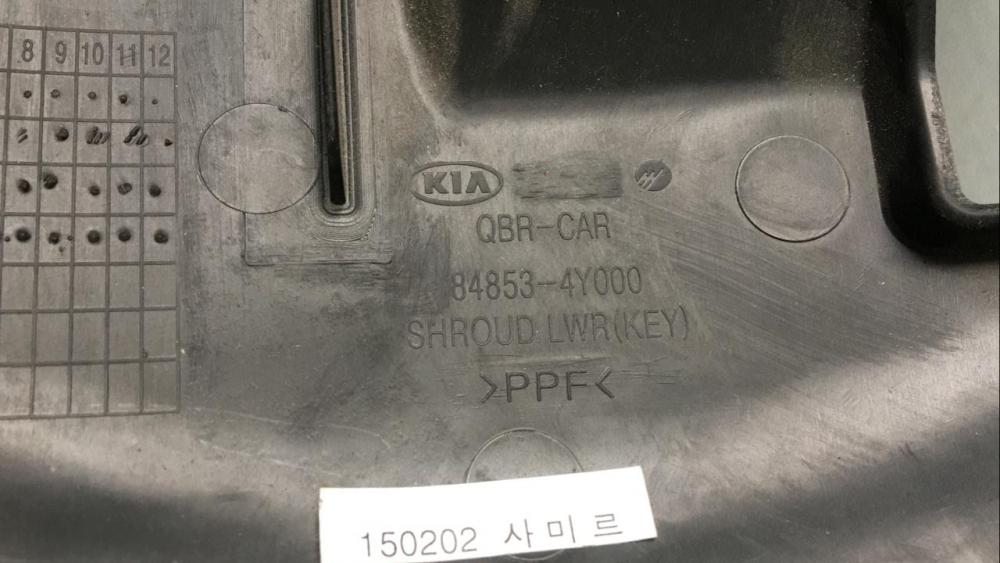 8 9 10 11 12
KIA
QBR-CAR
84853-4Y000
SHROUD LWR(KEY)
>PPF<
150202 사미르